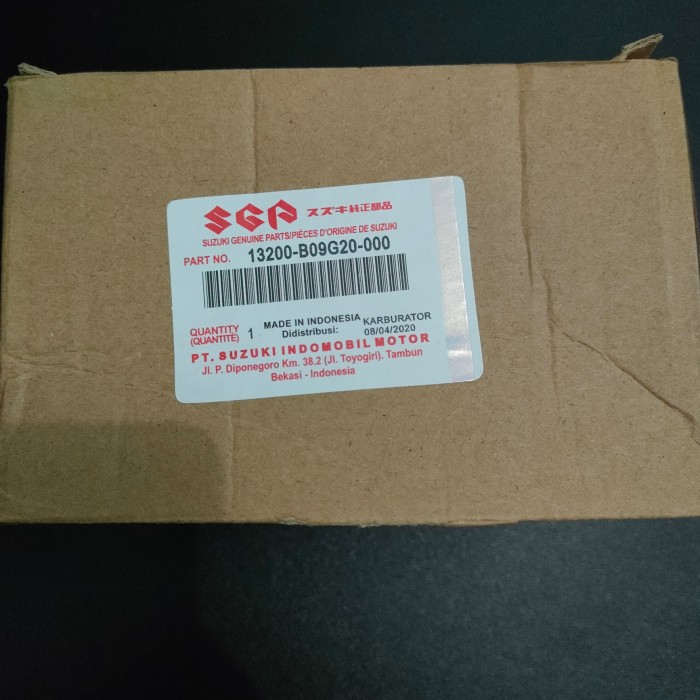 SGP スズキ純正部品
SUZUKI GENUINE PARTS/PIÈCES D'ORIGINE DE SUZUKI
PART NO. 13200-B09G20-000
QUANTITY 1 MADE IN INDONESIA KARBURATOR
(QUANTITÉ) Didistribusi: 08/04/2020
PT. SUZUKI INDOMOBIL MOTOR
Jl. P. Diponegoro Km. 38.2 (Jl. Toyogiri). Tambun
Bekasi - Indonesia